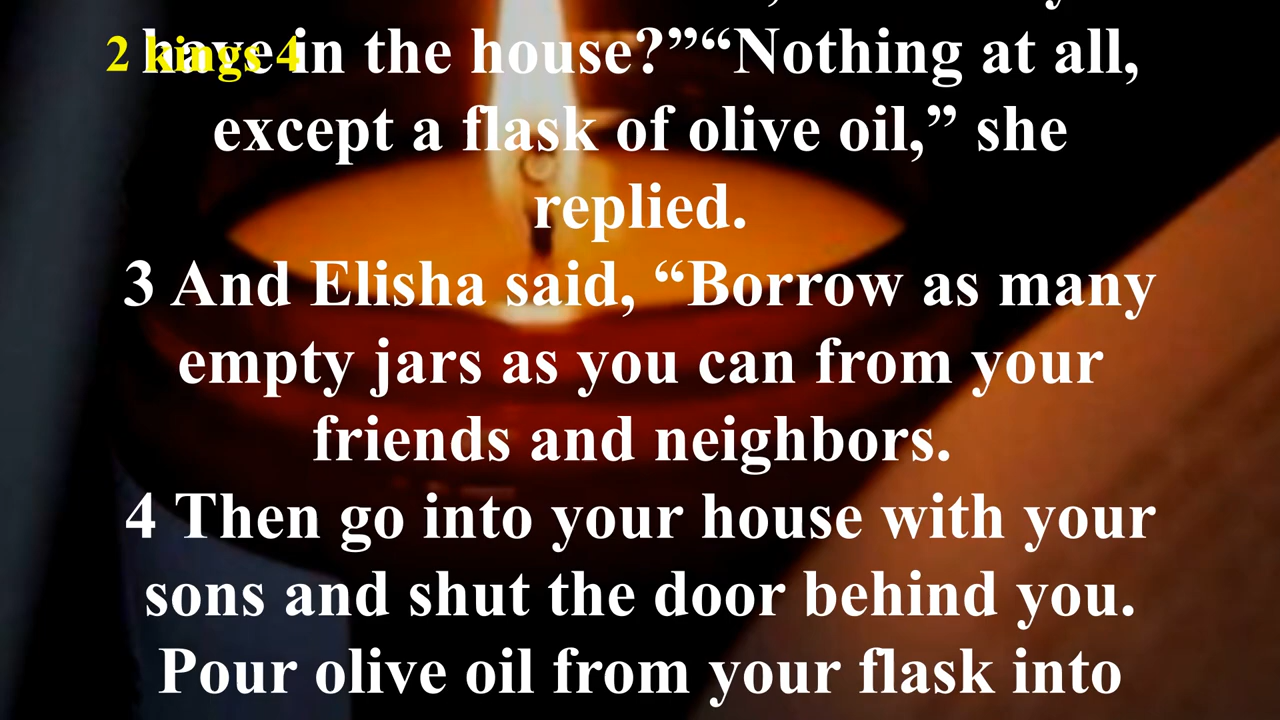 2 kings 4
have in the house?”“Nothing at all,
except a flask of olive oil,” she
replied.
3 And Elisha said, “Borrow as many
empty jars as you can from your
friends and neighbors.
4 Then go into your house with your
sons and shut the door behind you.
Pour olive oil from your flask into